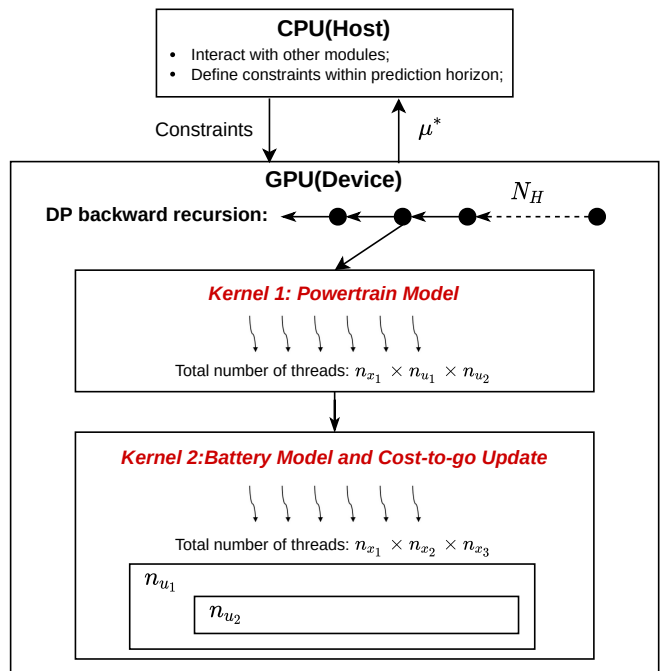 CPU(Host)
• Interact with other modules;
• Define constraints within prediction horizon;
Constraints
μ*
GPU(Device)
N_H
DP backward recursion:
Kernel 1: Powertrain Model
Total number of threads: n_{x_1} × n_{u_1} × n_{u_2}
Kernel 2:Battery Model and Cost-to-go Update
Total number of threads: n_{x_1} × n_{x_2} × n_{x_3}
n_{u_1}
n_{u_2}